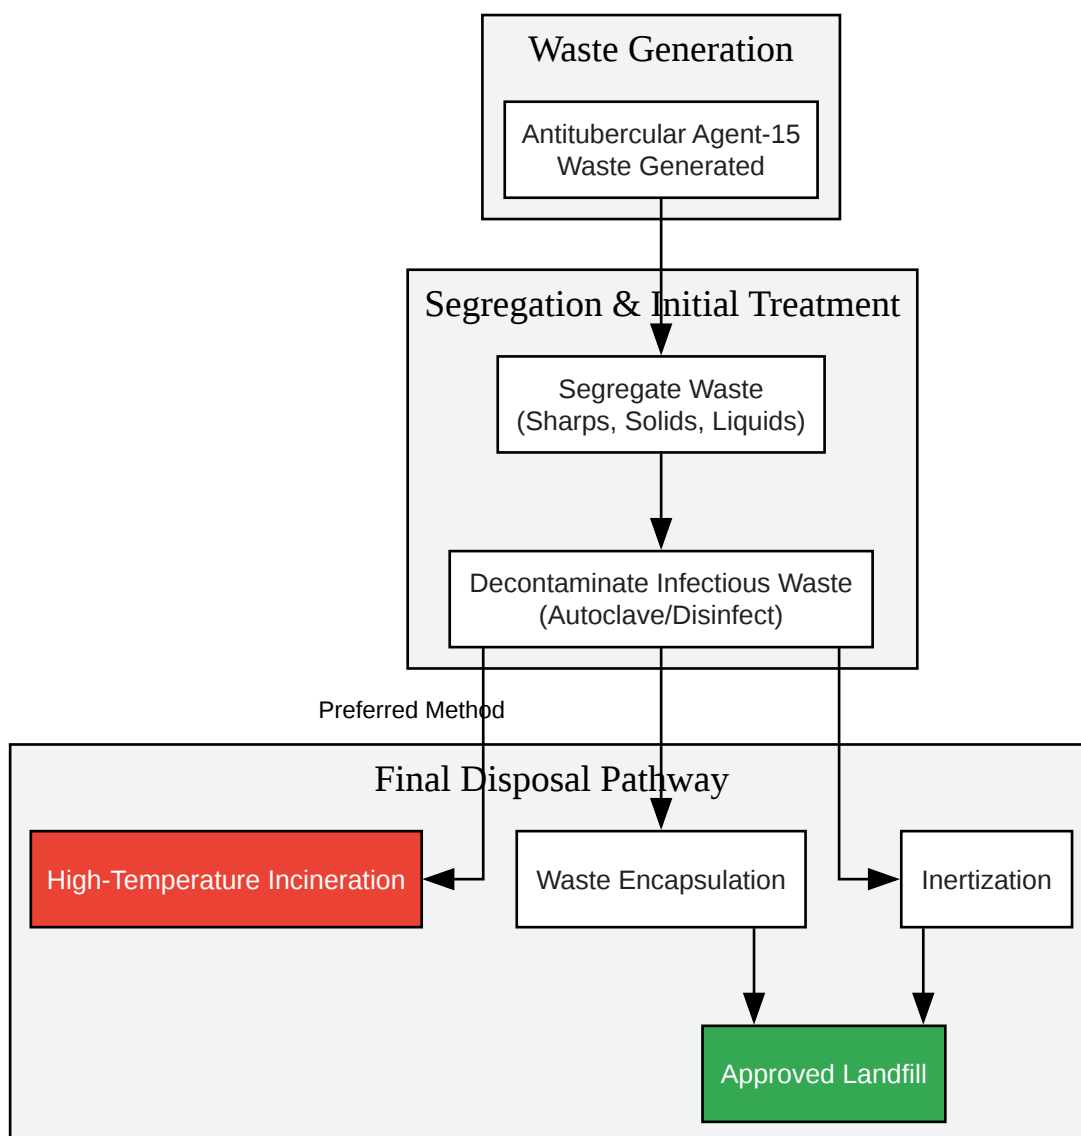 Waste Generation
Antitubercular Agent-15
Waste Generated
Segregation & Initial Treatment
Segregate Waste
(Sharps, Solids, Liquids)
Decontaminate Infectious Waste
(Autoclave/Disinfect)
Preferred Method
Final Disposal Pathway
High-Temperature Incineration
Waste Encapsulation
Inertization
Approved Landfill